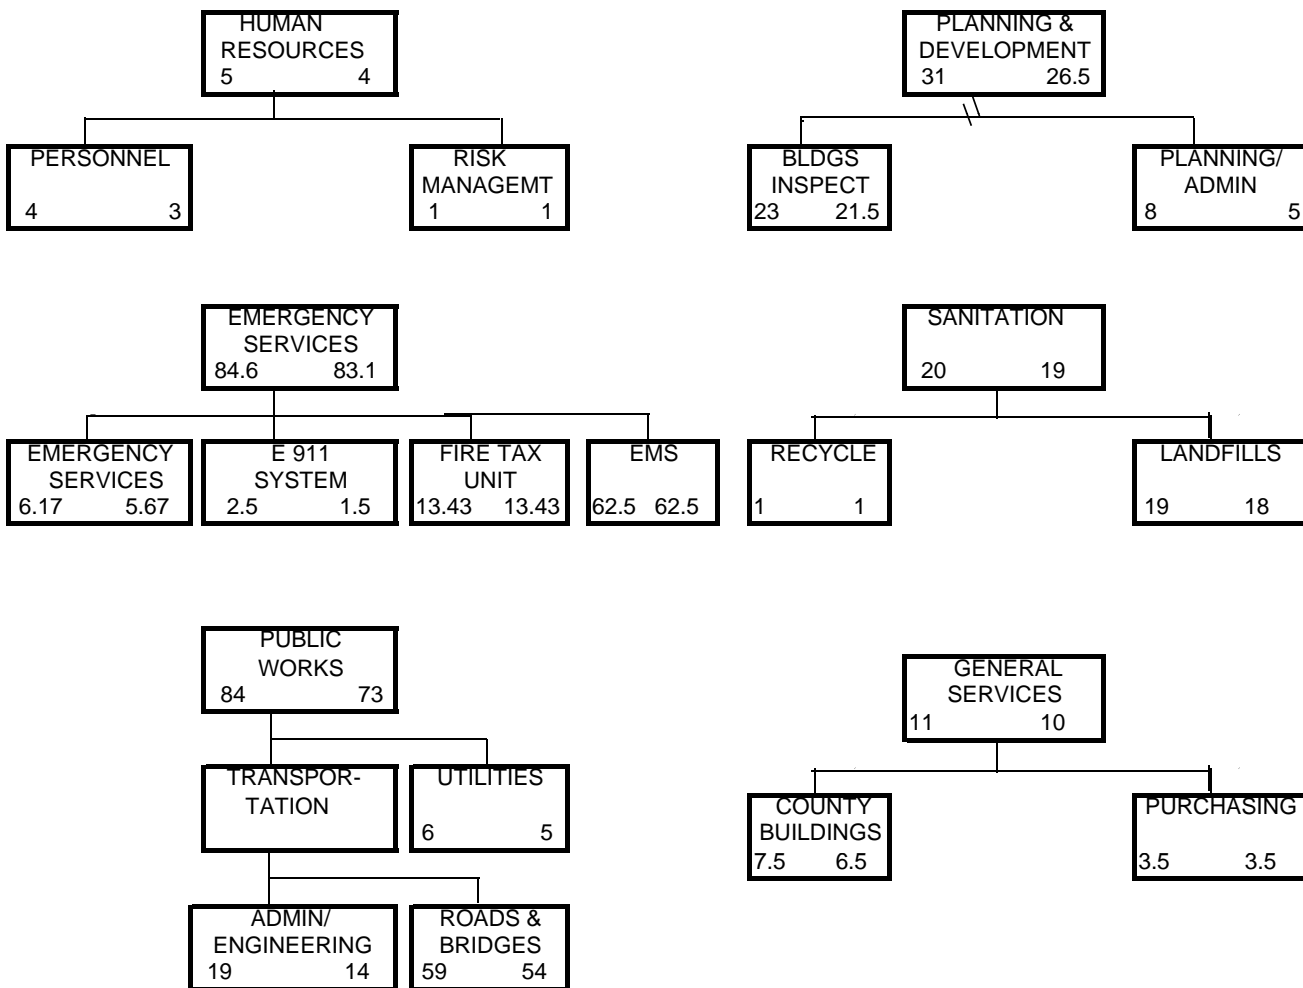 HUMAN
RESOURCES
5 4
PERSONNEL
4 3
RISK
MANAGEMT
1 1
PLANNING &
DEVELOPMENT
31 26.5
BLDGS
INSPECT
23 21.5
PLANNING/
ADMIN
8 5
EMERGENCY
SERVICES
84.6 83.1
EMERGENCY
SERVICES
6.17 5.67
E 911
SYSTEM
2.5 1.5
FIRE TAX
UNIT
13.43 13.43
EMS
62.5 62.5
SANITATION
20 19
RECYCLE
1 1
LANDFILLS
19 18
PUBLIC
WORKS
84 73
TRANSPOR-
TATION
UTILITIES
6 5
ADMIN/
ENGINEERING
19 14
ROADS &
BRIDGES
59 54
GENERAL
SERVICES
11 10
COUNTY
BUILDINGS
7.5 6.5
PURCHASING
3.5 3.5